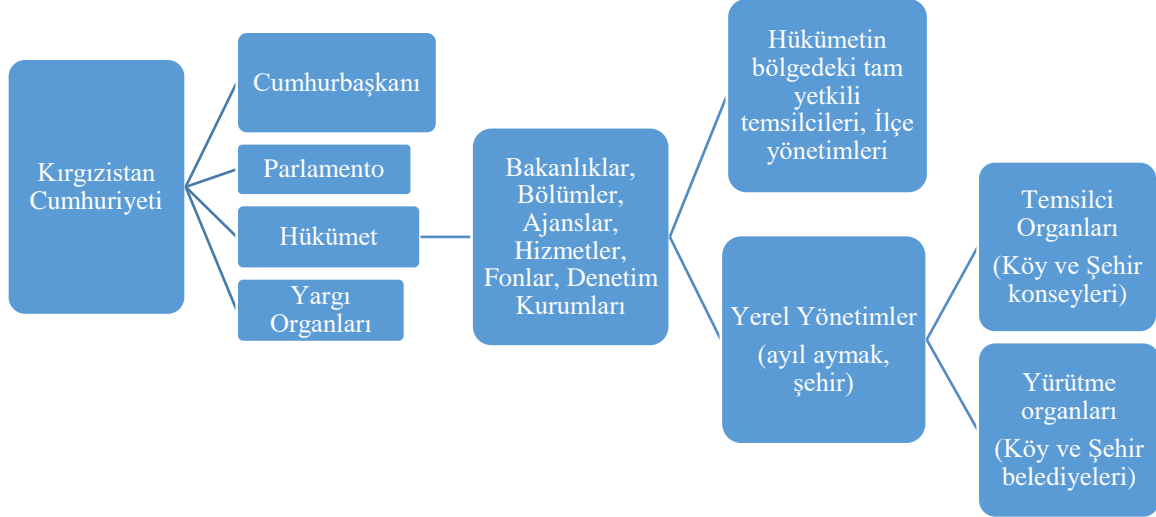 Kırgızistan
Cumhuriyeti
Cumhurbaşkanı
Parlamento
Hükümet
Yargı
Organları
Bakanlıklar,
Bölümler,
Ajanslar,
Hizmetler,
Fonlar, Denetim
Kurumları
Hükümetin
bölgedeki tam
yetkili
temsilcileri, İlçe
yönetimleri
Yerel Yönetimler
(ayıl aymak,
şehir)
Temsilci
Organları
(Köy ve Şehir
konseyleri)
Yürütme
organları
(Köy ve Şehir
belediyeleri)